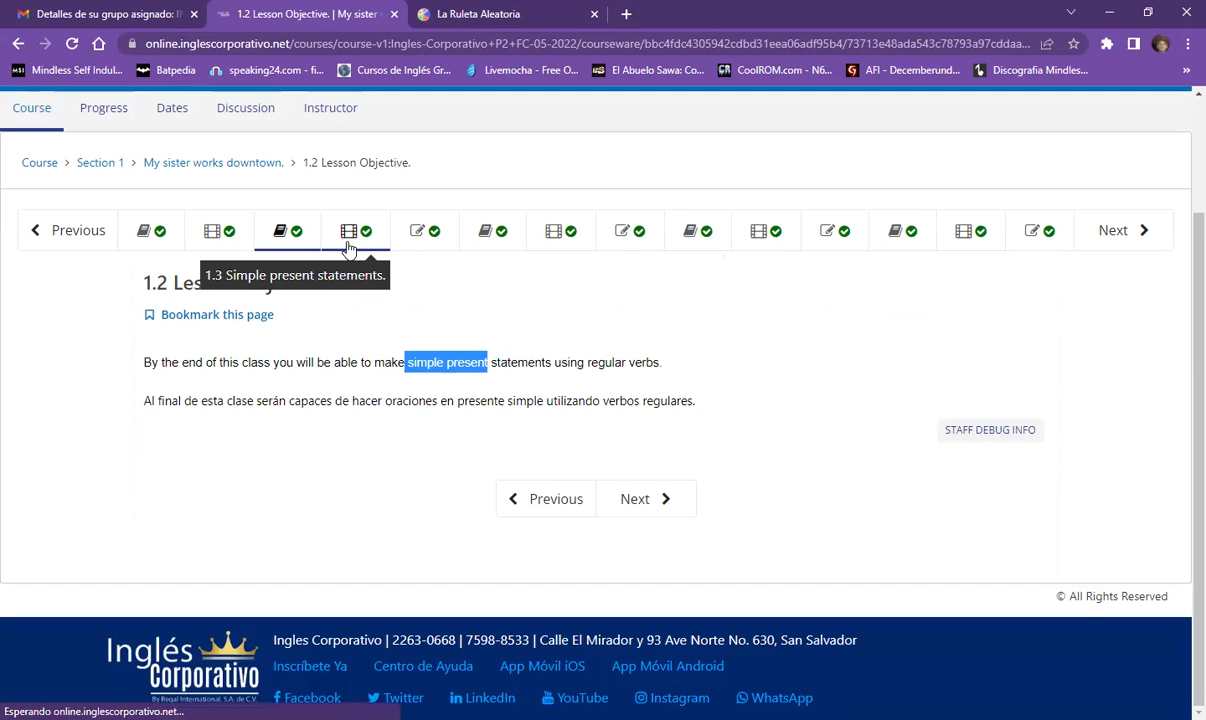 Detalles de su grupo asignado: I
1.2 Lesson Objective. | My sister
La Ruleta Aleatoria
online.inglescorporativo.net/courses/course-v1:Ingles-Corporativo+P2+FC-05-2022/courseware/bbc4fdc4305942cdbd31eea06adf95b4/73713e48ada543c78793a97cddaa...
Mindless Self Indul...
Batpedia
speaking24.com - fi...
Cursos de Inglés Gr...
Livemocha - Free O...
El Abuelo Sawa: Co...
CoolROM.com - N6...
AFI - Decemberund...
Discografia Mindles...
»
Course
Progress
Dates
Discussion
Instructor
Course > Section 1 > My sister works downtown. > 1.2 Lesson Objective.
Previous
Next
1.3 Simple present statements.
1.2 Les
Bookmark this page
By the end of this class you will be able to make simple present statements using regular verbs.
Al final de esta clase serán capaces de hacer oraciones en presente simple utilizando verbos regulares.
STAFF DEBUG INFO
Previous
Next
© All Rights Reserved
Inglés Corporativo
By Regal International, S.A. de C.V.
Ingles Corporativo | 2263-0668 | 7598-8533 | Calle El Mirador y 93 Ave Norte No. 630, San Salvador
Inscríbete Ya
Centro de Ayuda
App Móvil iOS
App Móvil Android
Facebook
Twitter
LinkedIn
YouTube
Instagram
WhatsApp
Esperando online.inglescorporativo.net...